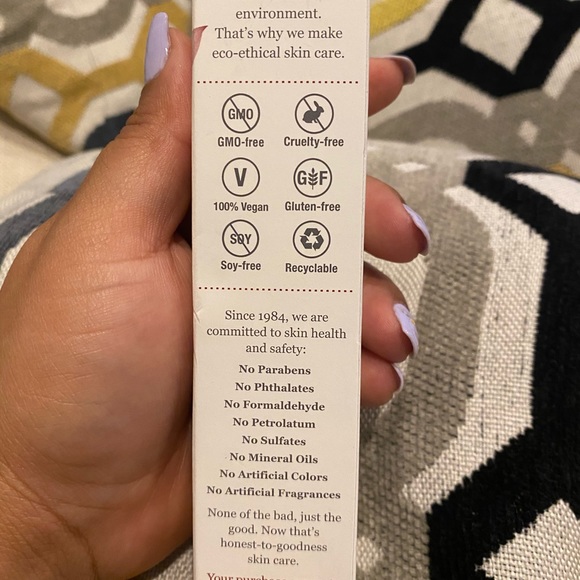 environment.
That's why we make
eco-ethical skin care.
GMO
GMO-free
Cruelty-free
V
100% Vegan
GF
Gluten-free
SOY
Soy-free
Recyclable
Since 1984, we are
committed to skin health
and safety:
No Parabens
No Phthalates
No Formaldehyde
No Petrolatum
No Sulfates
No Mineral Oils
No Artificial Colors
No Artificial Fragrances
None of the bad, just the
good. Now that's
honest-to-goodness
skin care.
Your